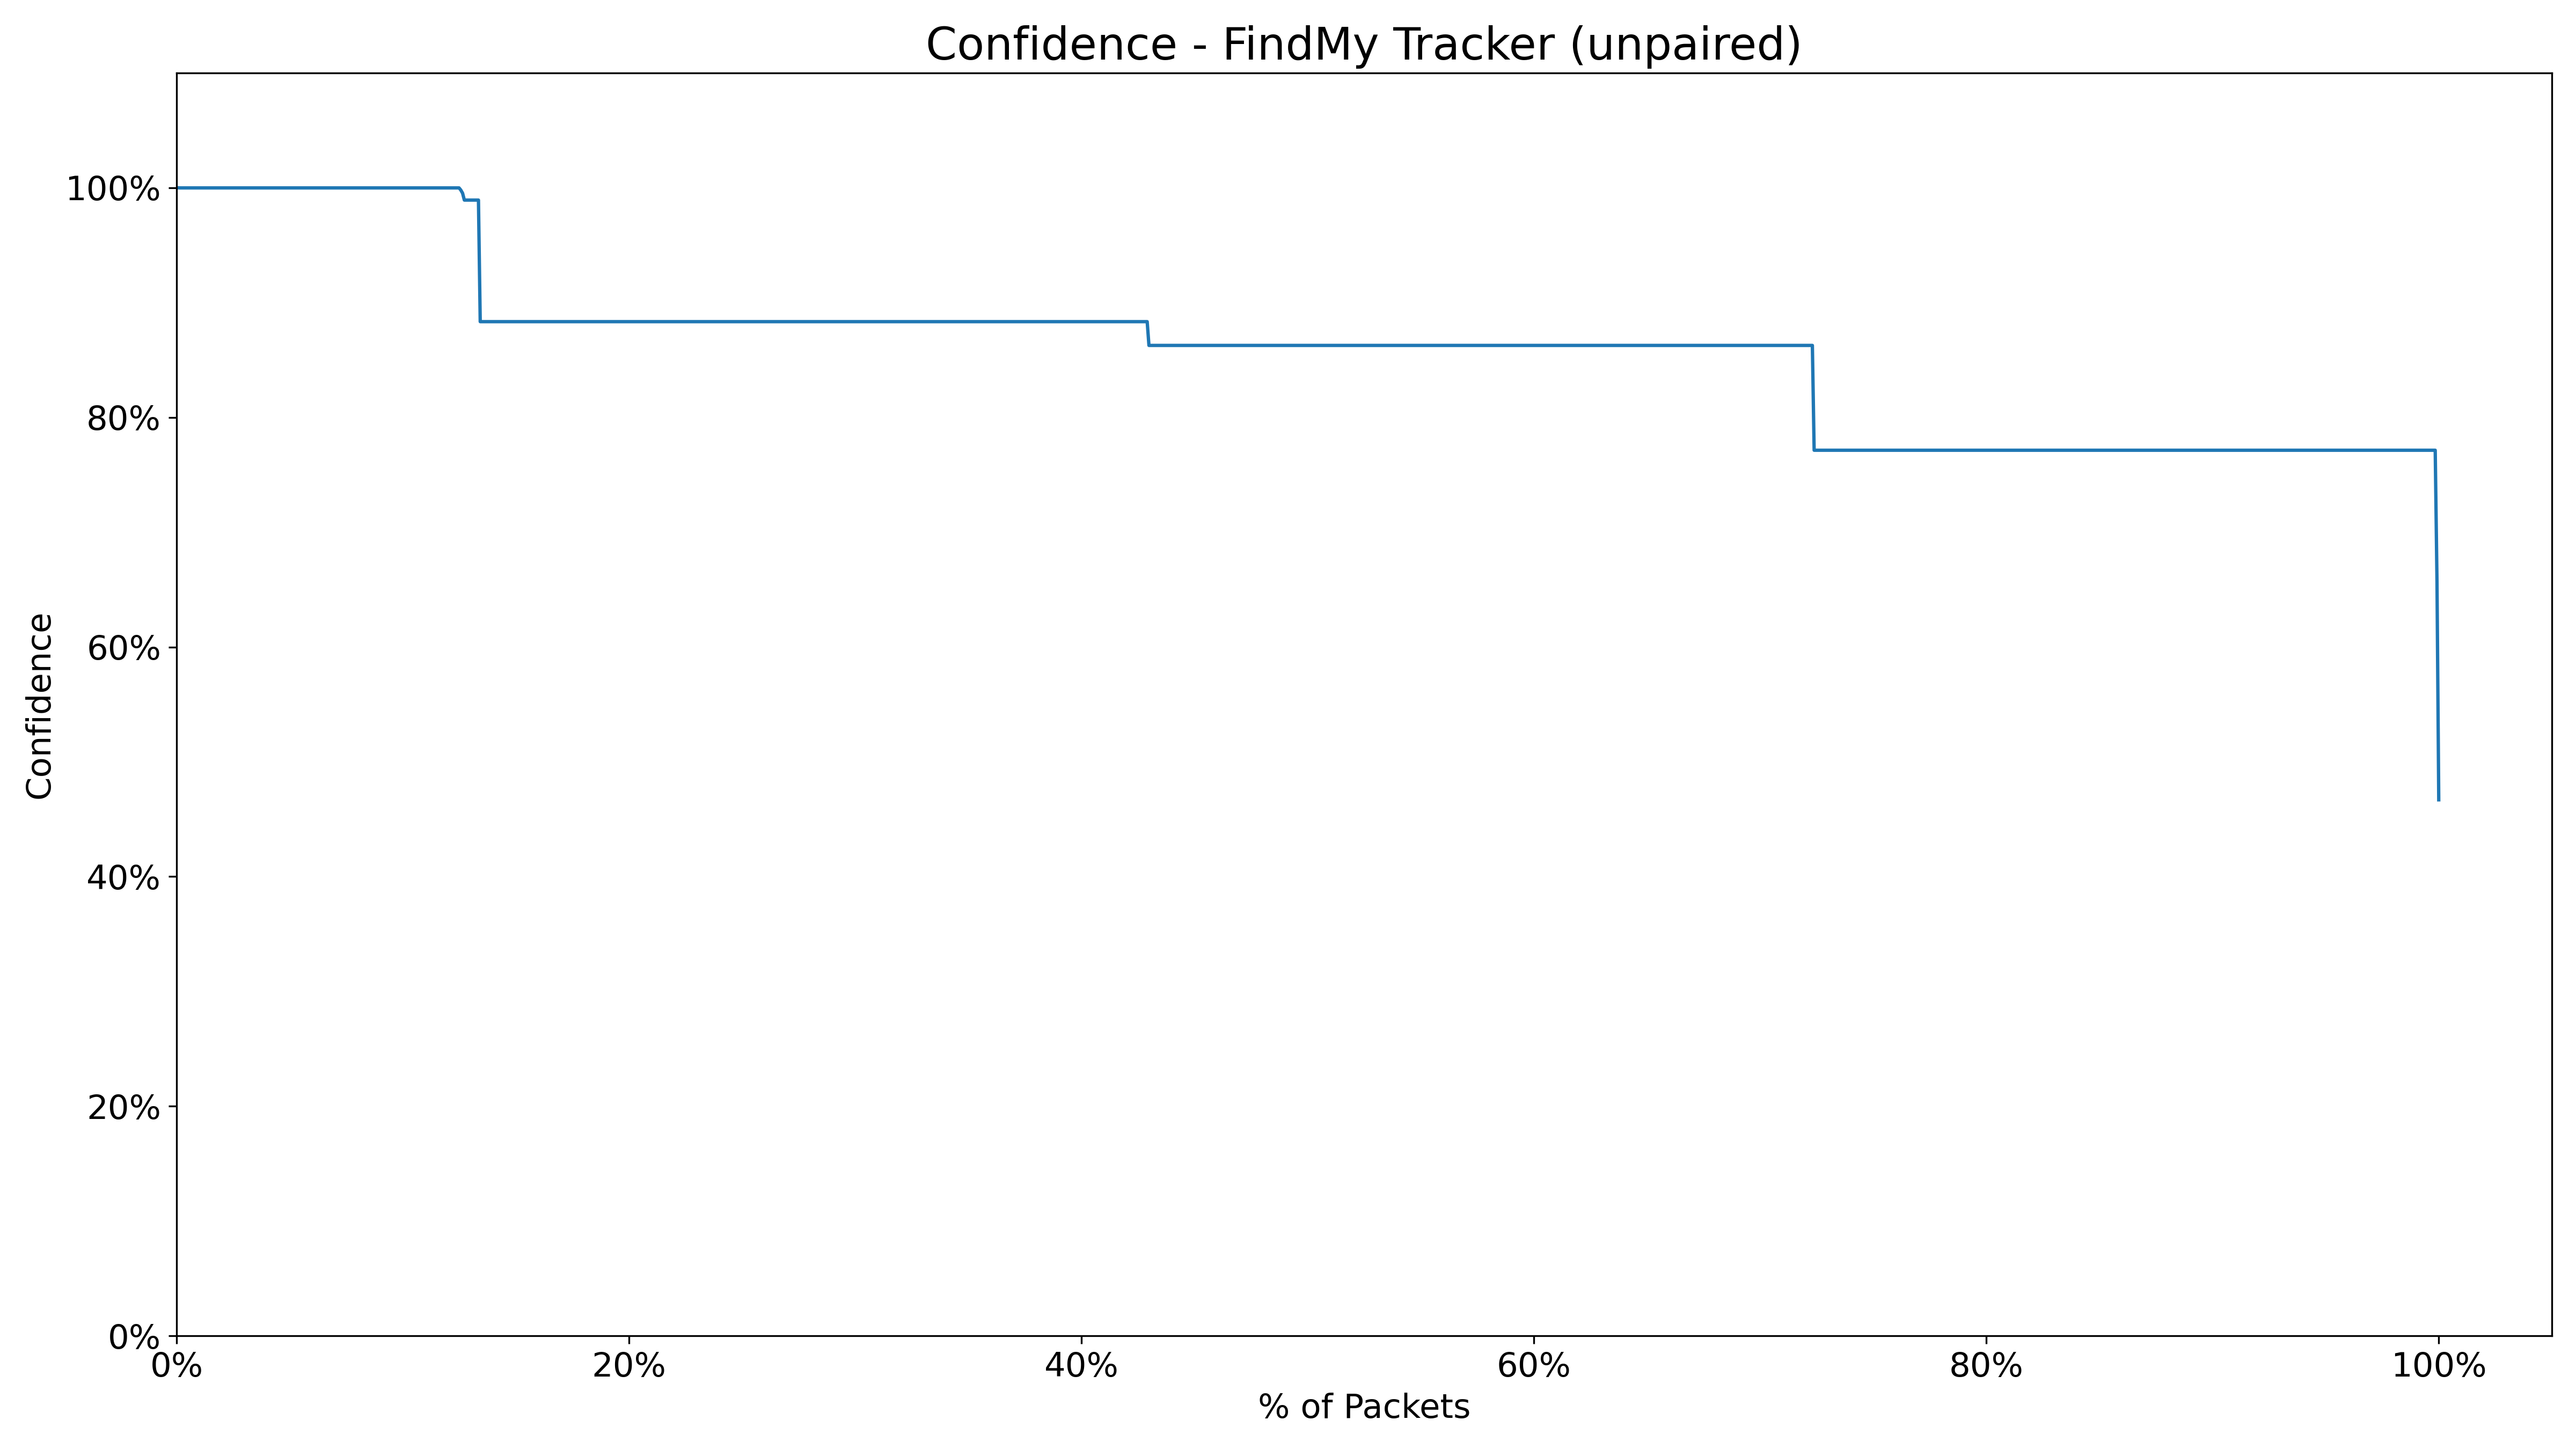 Confidence - FindMy Tracker (unpaired)
100%
80%
60%
40%
20%
0%
Confidence
0% 20% 40% 60% 80% 100%
% of Packets